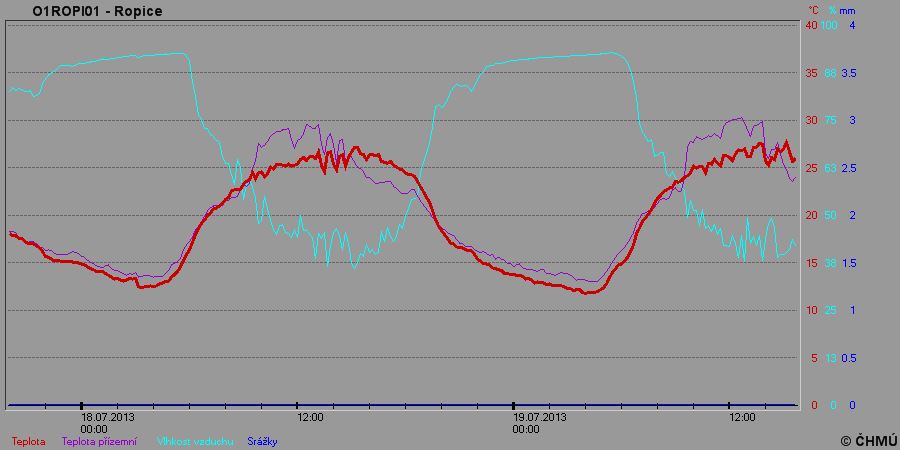 O1ROPI01 - Ropice
°C % mm
40 100 4
35 88 3.5
30 75 3
25 63 2.5
20 50 2
15 38 1.5
10 25 1
5 13 0.5
0 0 0
18.07.2013 12:00 19.07.2013 12:00
00:00 00:00
Teplota Teplota přízemní Vlhkost vzduchu Srážky
© ČHMÚ